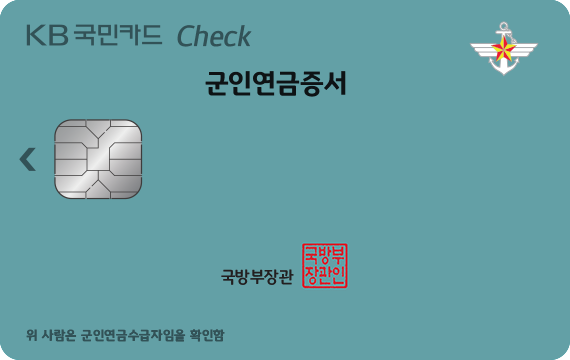 KB국민카드 Check
군인연금증서
국방부장관
국방부
장관인
위 사람은 군인연금수급자임을 확인함